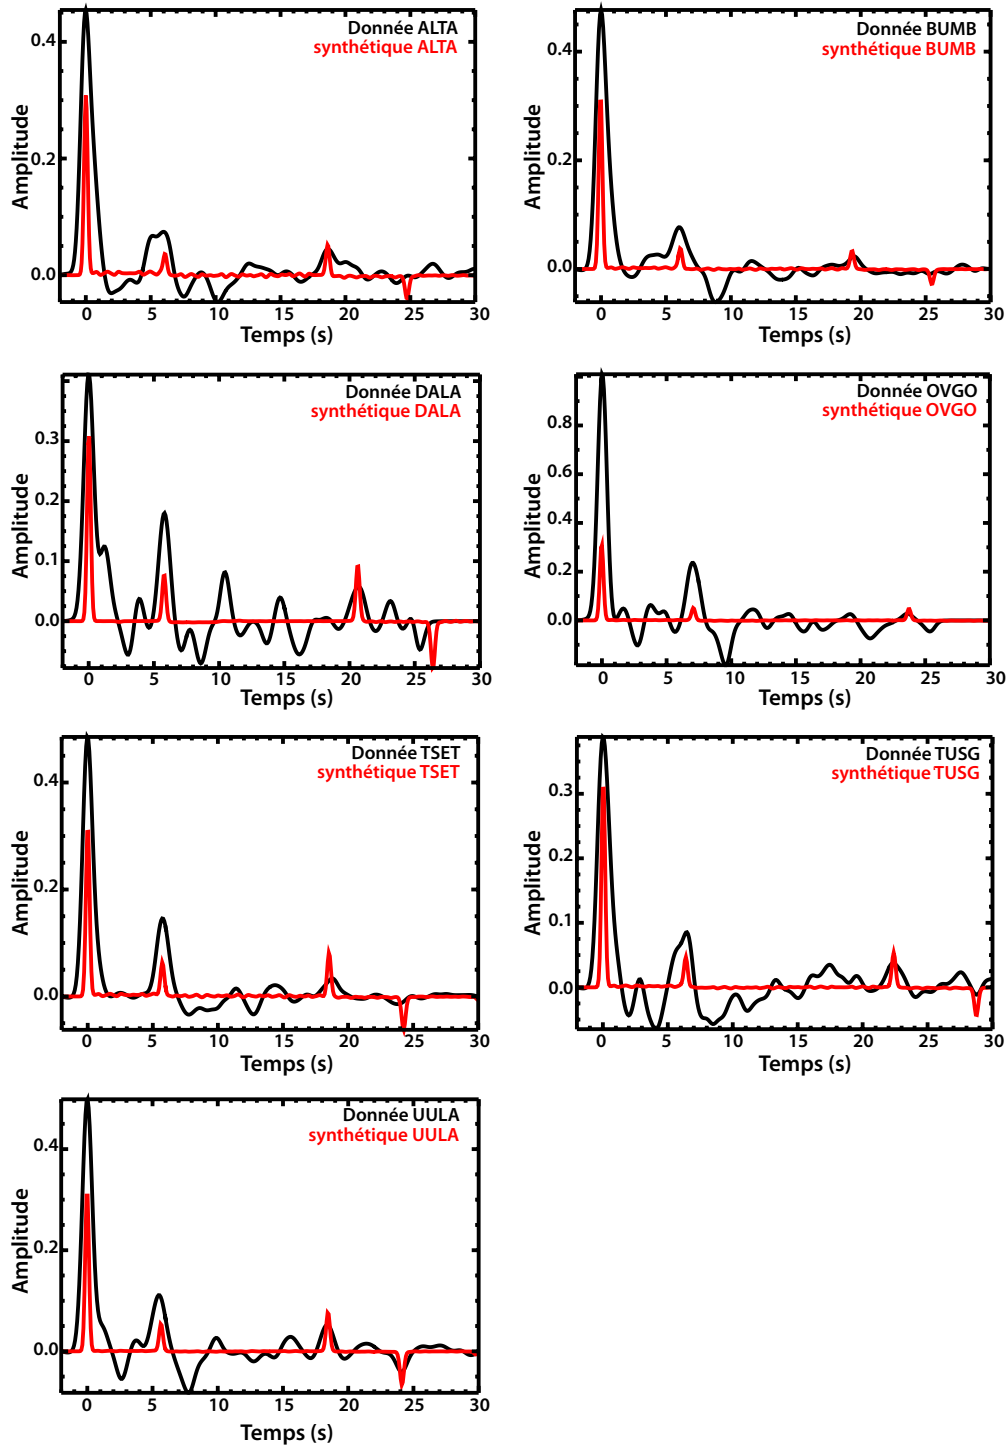 Donnée ALTA
synthétique ALTA
0.4
0.2
0.0
Amplitude
0 5 10 15 20 25 30
Temps (s)
Donnée BUMB
synthétique BUMB
0.4
0.2
0.0
Amplitude
0 5 10 15 20 25 30
Temps (s)
Donnée DALA
synthétique DALA
0.3
0.2
0.1
0.0
Amplitude
0 5 10 15 20 25 30
Temps (s)
Donnée OVGO
synthétique OVGO
0.8
0.6
0.4
0.2
0.0
Amplitude
0 5 10 15 20 25 30
Temps (s)
Donnée TSET
synthétique TSET
0.4
0.2
0.0
Amplitude
0 5 10 15 20 25 30
Temps (s)
Donnée TUSG
synthétique TUSG
0.3
0.2
0.1
0.0
Amplitude
0 5 10 15 20 25 30
Temps (s)
Donnée UULA
synthétique UULA
0.4
0.2
0.0
Amplitude
0 5 10 15 20 25 30
Temps (s)